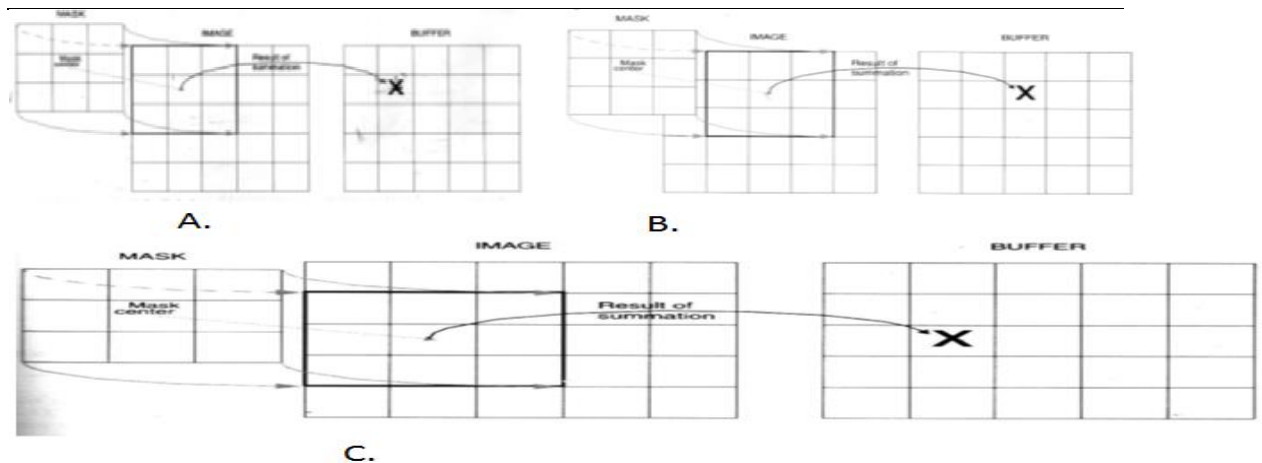 MASK
IMAGE
BUFFER
Mask
center
Result of
summation
X
A.
MASK
IMAGE
BUFFER
Mask
center
Result of
summation
X
B.
MASK
IMAGE
BUFFER
Mask
center
Result of
summation
X
C.